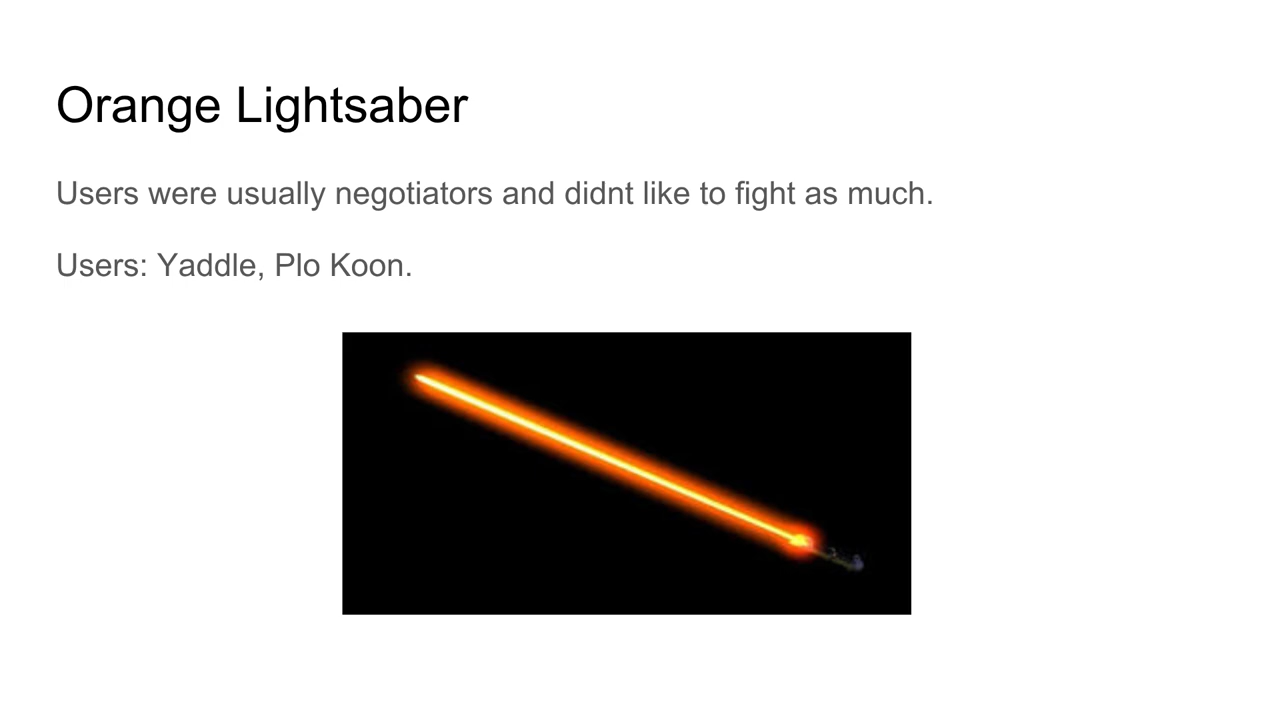 Orange Lightsaber
Users were usually negotiators and didnt like to fight as much.
Users: Yaddle, Plo Koon.